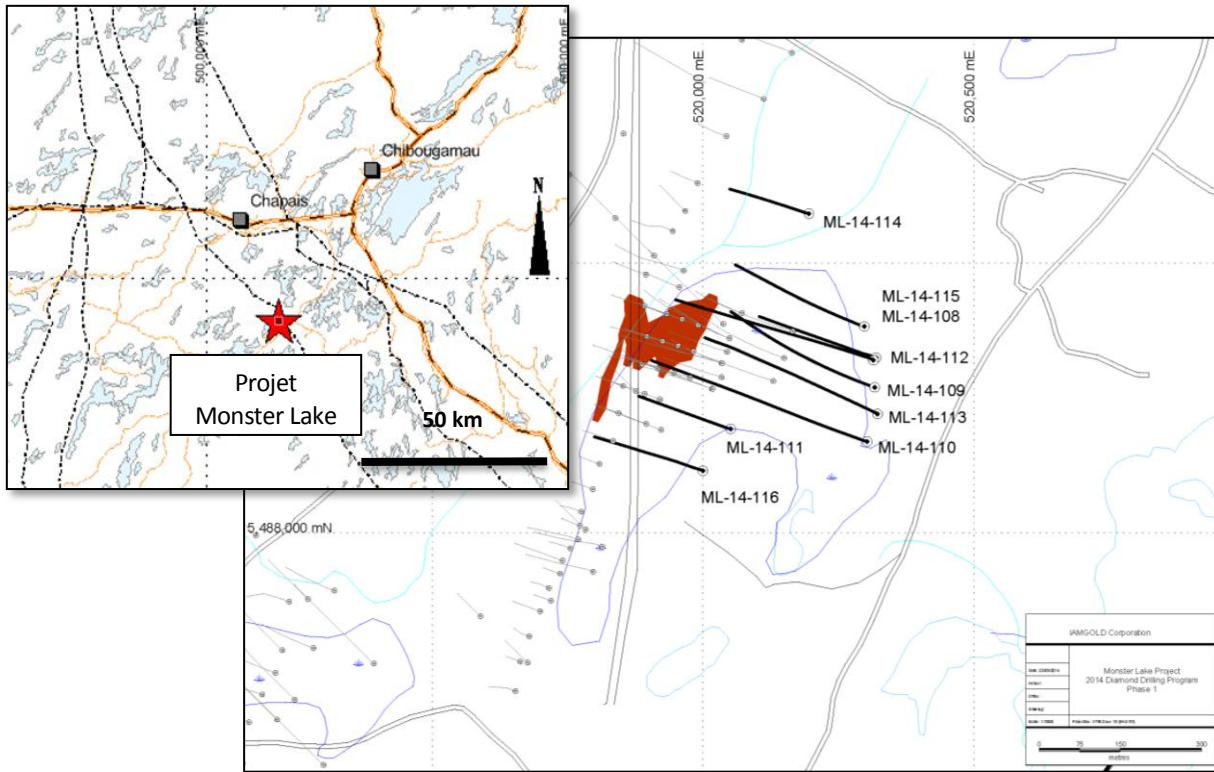 500,000 mE
Chibougamau
Chapais
N
Projet
Monster Lake
50 km
520,000 mE
520,500 mE
ML-14-114
ML-14-115
ML-14-108
ML-14-112
ML-14-109
ML-14-113
ML-14-110
ML-14-111
ML-14-116
5,488,000 mN
IAMGOLD Corporation
Monster Lake Project
2014 Diamond Drilling Program
Phase 1
0 75 150 300
metres